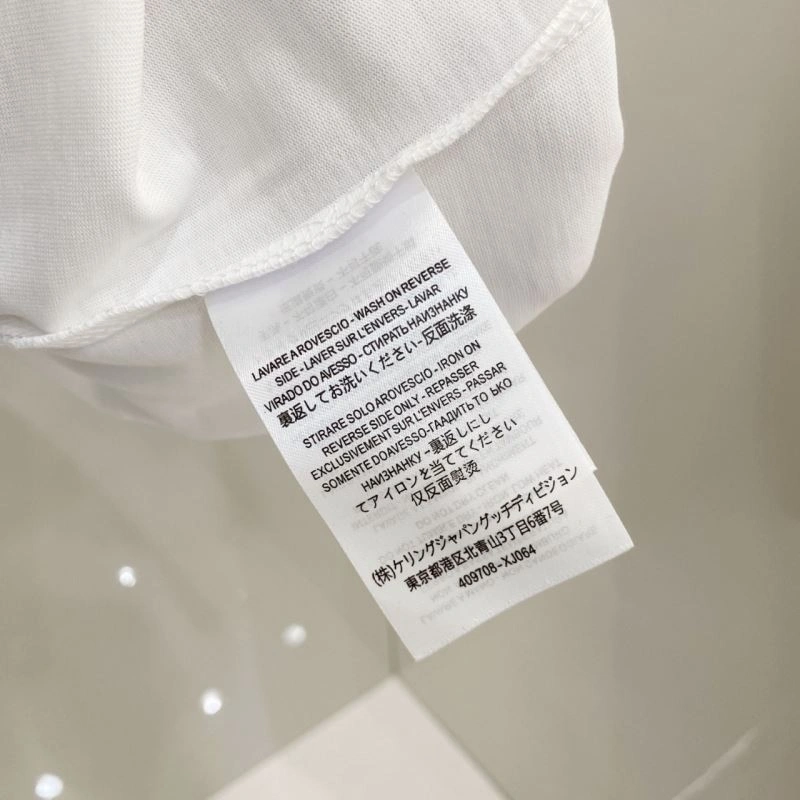 LAVARE A ROVESCIO - WASH ON REVERSE
SIDE - LAVER SUR L'ENVERS- LAVAR
VIRADO DO AVESSO - СТИРАТЬ НАИЗНАНКУ
裏返してお洗いください - 反面洗涤
STIRARE SOLO AROVESCIO - IRON ON
REVERSE SIDE ONLY - REPASSER
EXCLUSIVEMENT SUR L'ENVERS - PASSAR
SOMENTE DOAVESSO-ГААДИТЬ ТО ЬКО
НАИЗНАНКУ - 裏返しにし
てアイロンを当ててください
仅反面熨烫
(株)ケリングジャパングッチディビジョン
東京都港区北青山3丁目6番7号
409708-XJ064